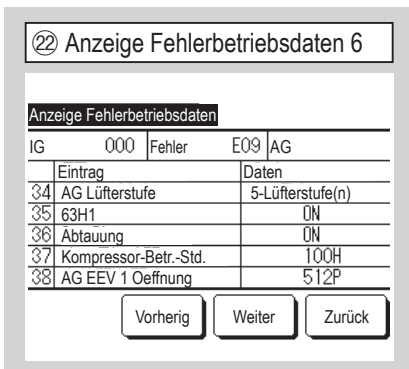 ㉒ Anzeige Fehlerbetriebsdaten 6
Anzeige Fehlerbetriebsdaten
IG 000 Fehler E09 AG
Eintrag Daten
34 AG Lüfterstufe 5-Lüfterstufe(n)
35 63H1 ON
36 Abtauung ON
37 Kompressor-Betr.-Std. 100H
38 AG EEV 1 Oeffnung 512P
Vorherig Weiter Zurück